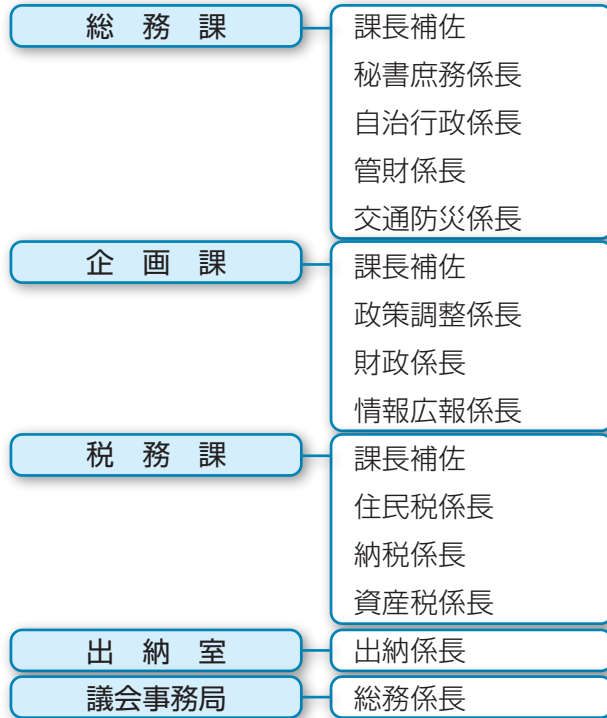 総務課
課長補佐
秘書庶務係長
自治行政係長
管財係長
交通防災係長
企画課
課長補佐
政策調整係長
財政係長
情報広報係長
税務課
課長補佐
住民税係長
納税係長
資産税係長
出納室
出納係長
議会事務局
総務係長